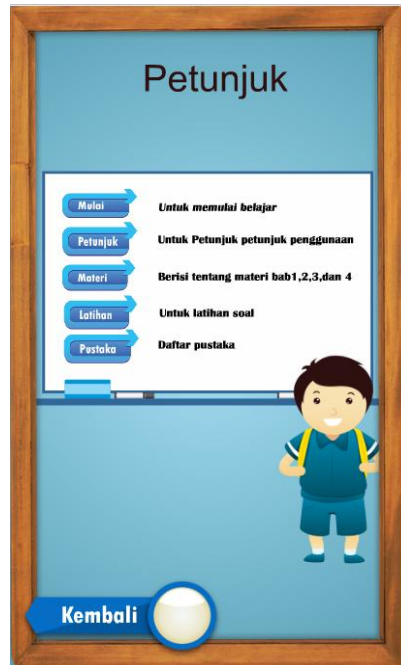 Petunjuk
Mulai Untuk memulai belajar
Petunjuk Untuk Petunjuk petunjuk penggunaan
Materi Berisi tentang materi bab1,2,3,dan 4
Latihan Untuk latihan soal
Pustaka Daftar pustaka
Kembali